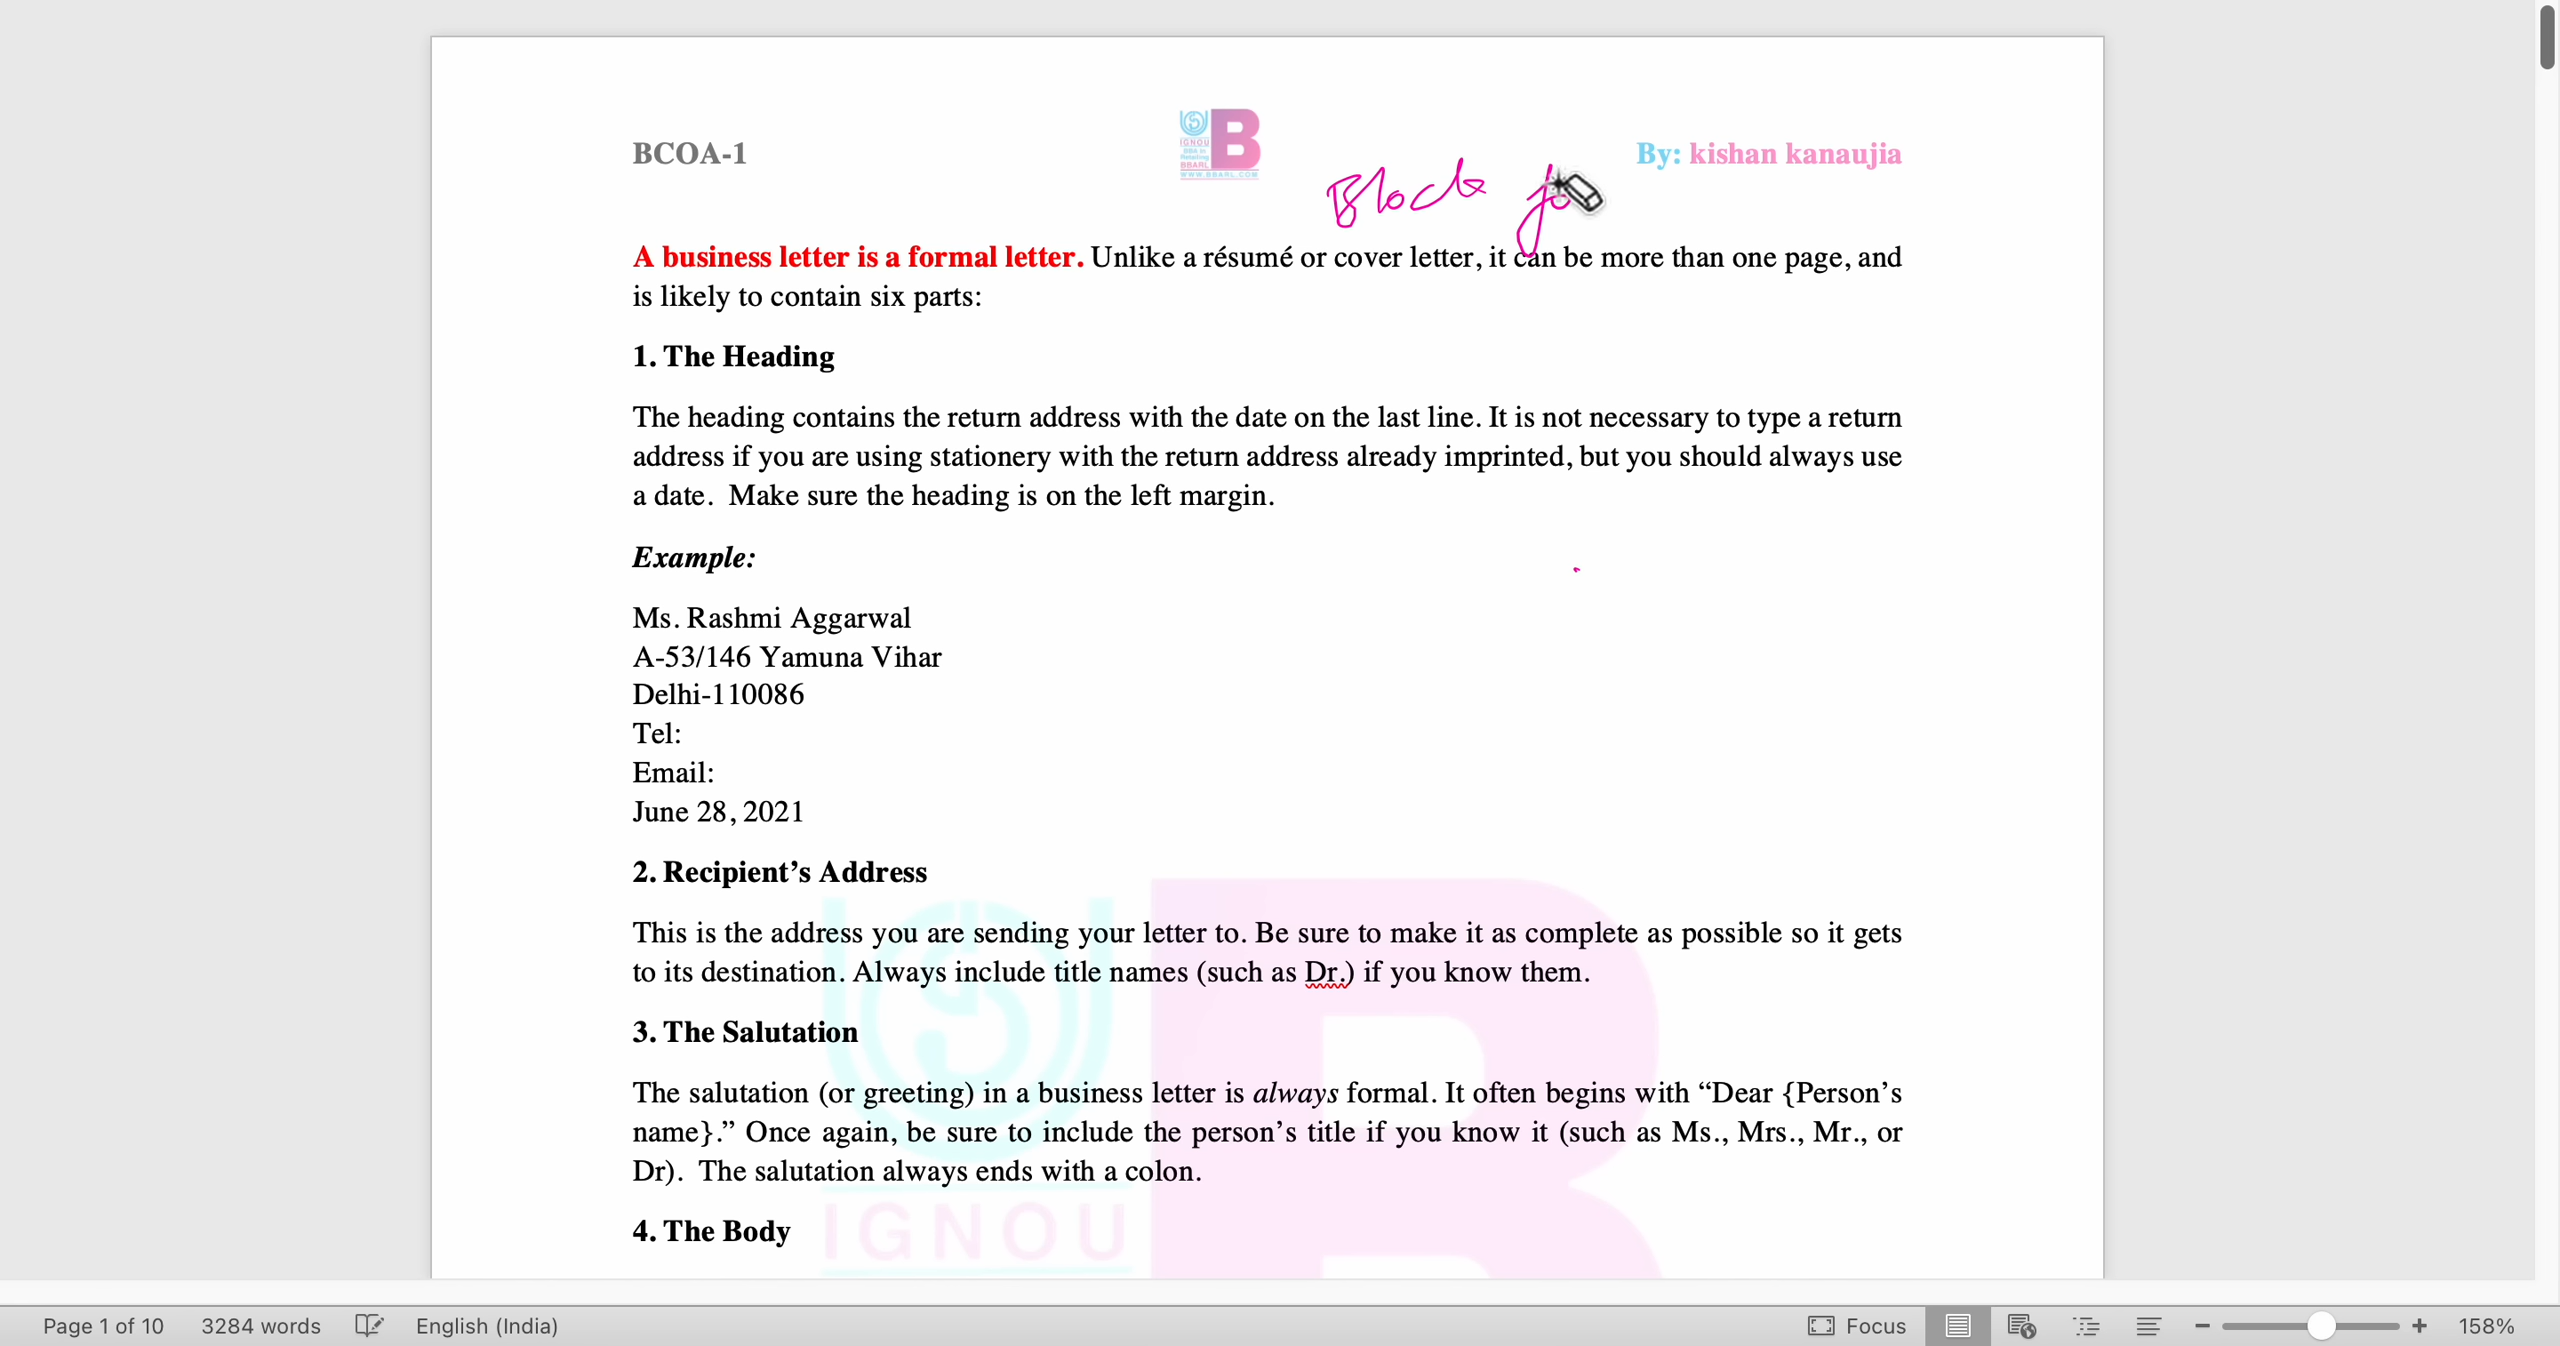 BCOA-1
IGNOU
BBA in
Retailing
BBARL
WWW.BBARL.COM
B
By: kishan kanaujia
Block fo
A business letter is a formal letter. Unlike a résumé or cover letter, it can be more than one page, and
is likely to contain six parts:
1. The Heading
The heading contains the return address with the date on the last line. It is not necessary to type a return
address if you are using stationery with the return address already imprinted, but you should always use
a date.  Make sure the heading is on the left margin.
Example:
Ms. Rashmi Aggarwal
A-53/146 Yamuna Vihar
Delhi-110086
Tel:
Email:
June 28, 2021
2. Recipient’s Address
This is the address you are sending your letter to. Be sure to make it as complete as possible so it gets
to its destination. Always include title names (such as Dr.) if you know them.
3. The Salutation
The salutation (or greeting) in a business letter is always formal. It often begins with “Dear {Person’s
name}.” Once again, be sure to include the person’s title if you know it (such as Ms., Mrs., Mr., or
Dr).  The salutation always ends with a colon.
4. The Body
IGNOU
B
Page 1 of 10 3284 words English (India) Focus 158%